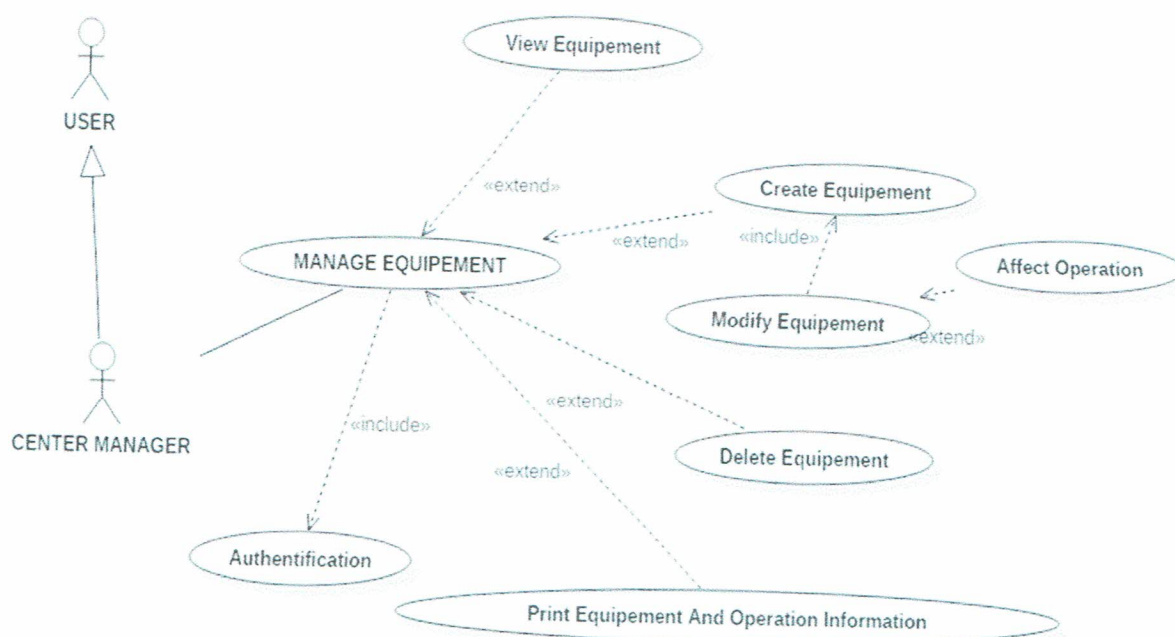 View Equipement
USER
«extend»
Create Equipement
«extend»
«include»
MANAGE EQUIPEMENT
Affect Operation
Modify Equipement
«extend»
«extend»
«include»
CENTER MANAGER
Delete Equipement
«extend»
Authentification
Print Equipement And Operation Information